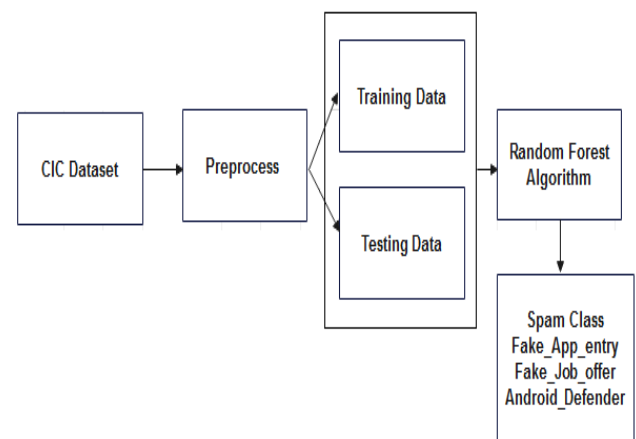 CIC Dataset
Preprocess
Training Data
Testing Data
Random Forest
Algorithm
Spam Class
Fake_App_entry
Fake_Job_offer
Android_Defender